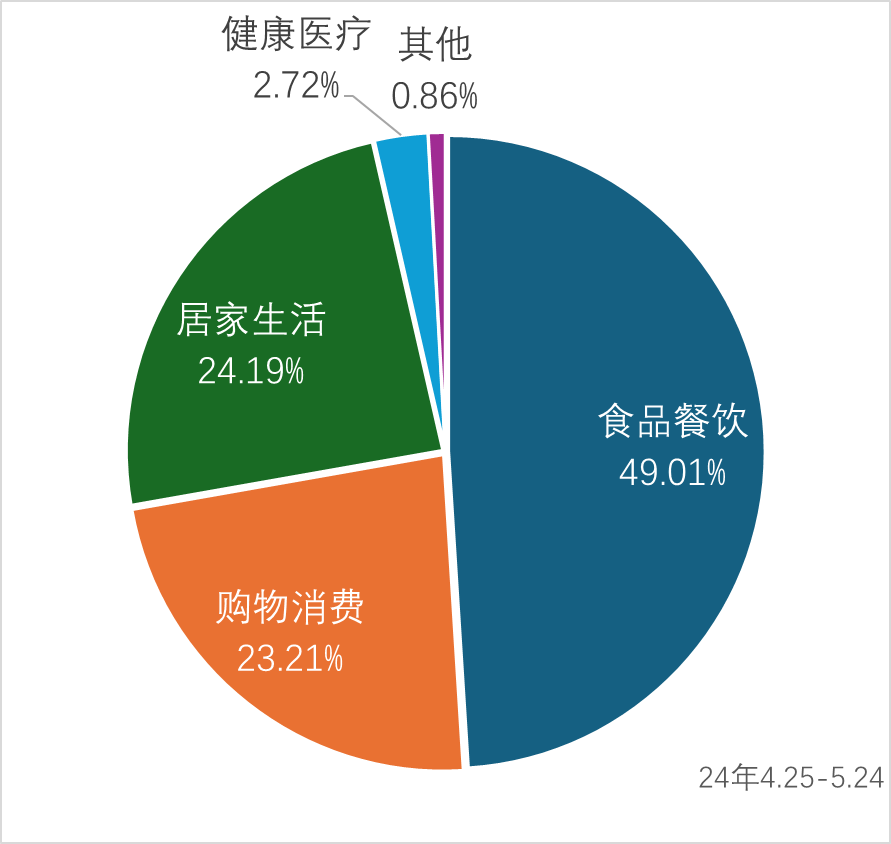 健康医疗
2.72%
其他
0.86%
居家生活
24.19%
食品餐饮
49.01%
购物消费
23.21%
24年4.25-5.24